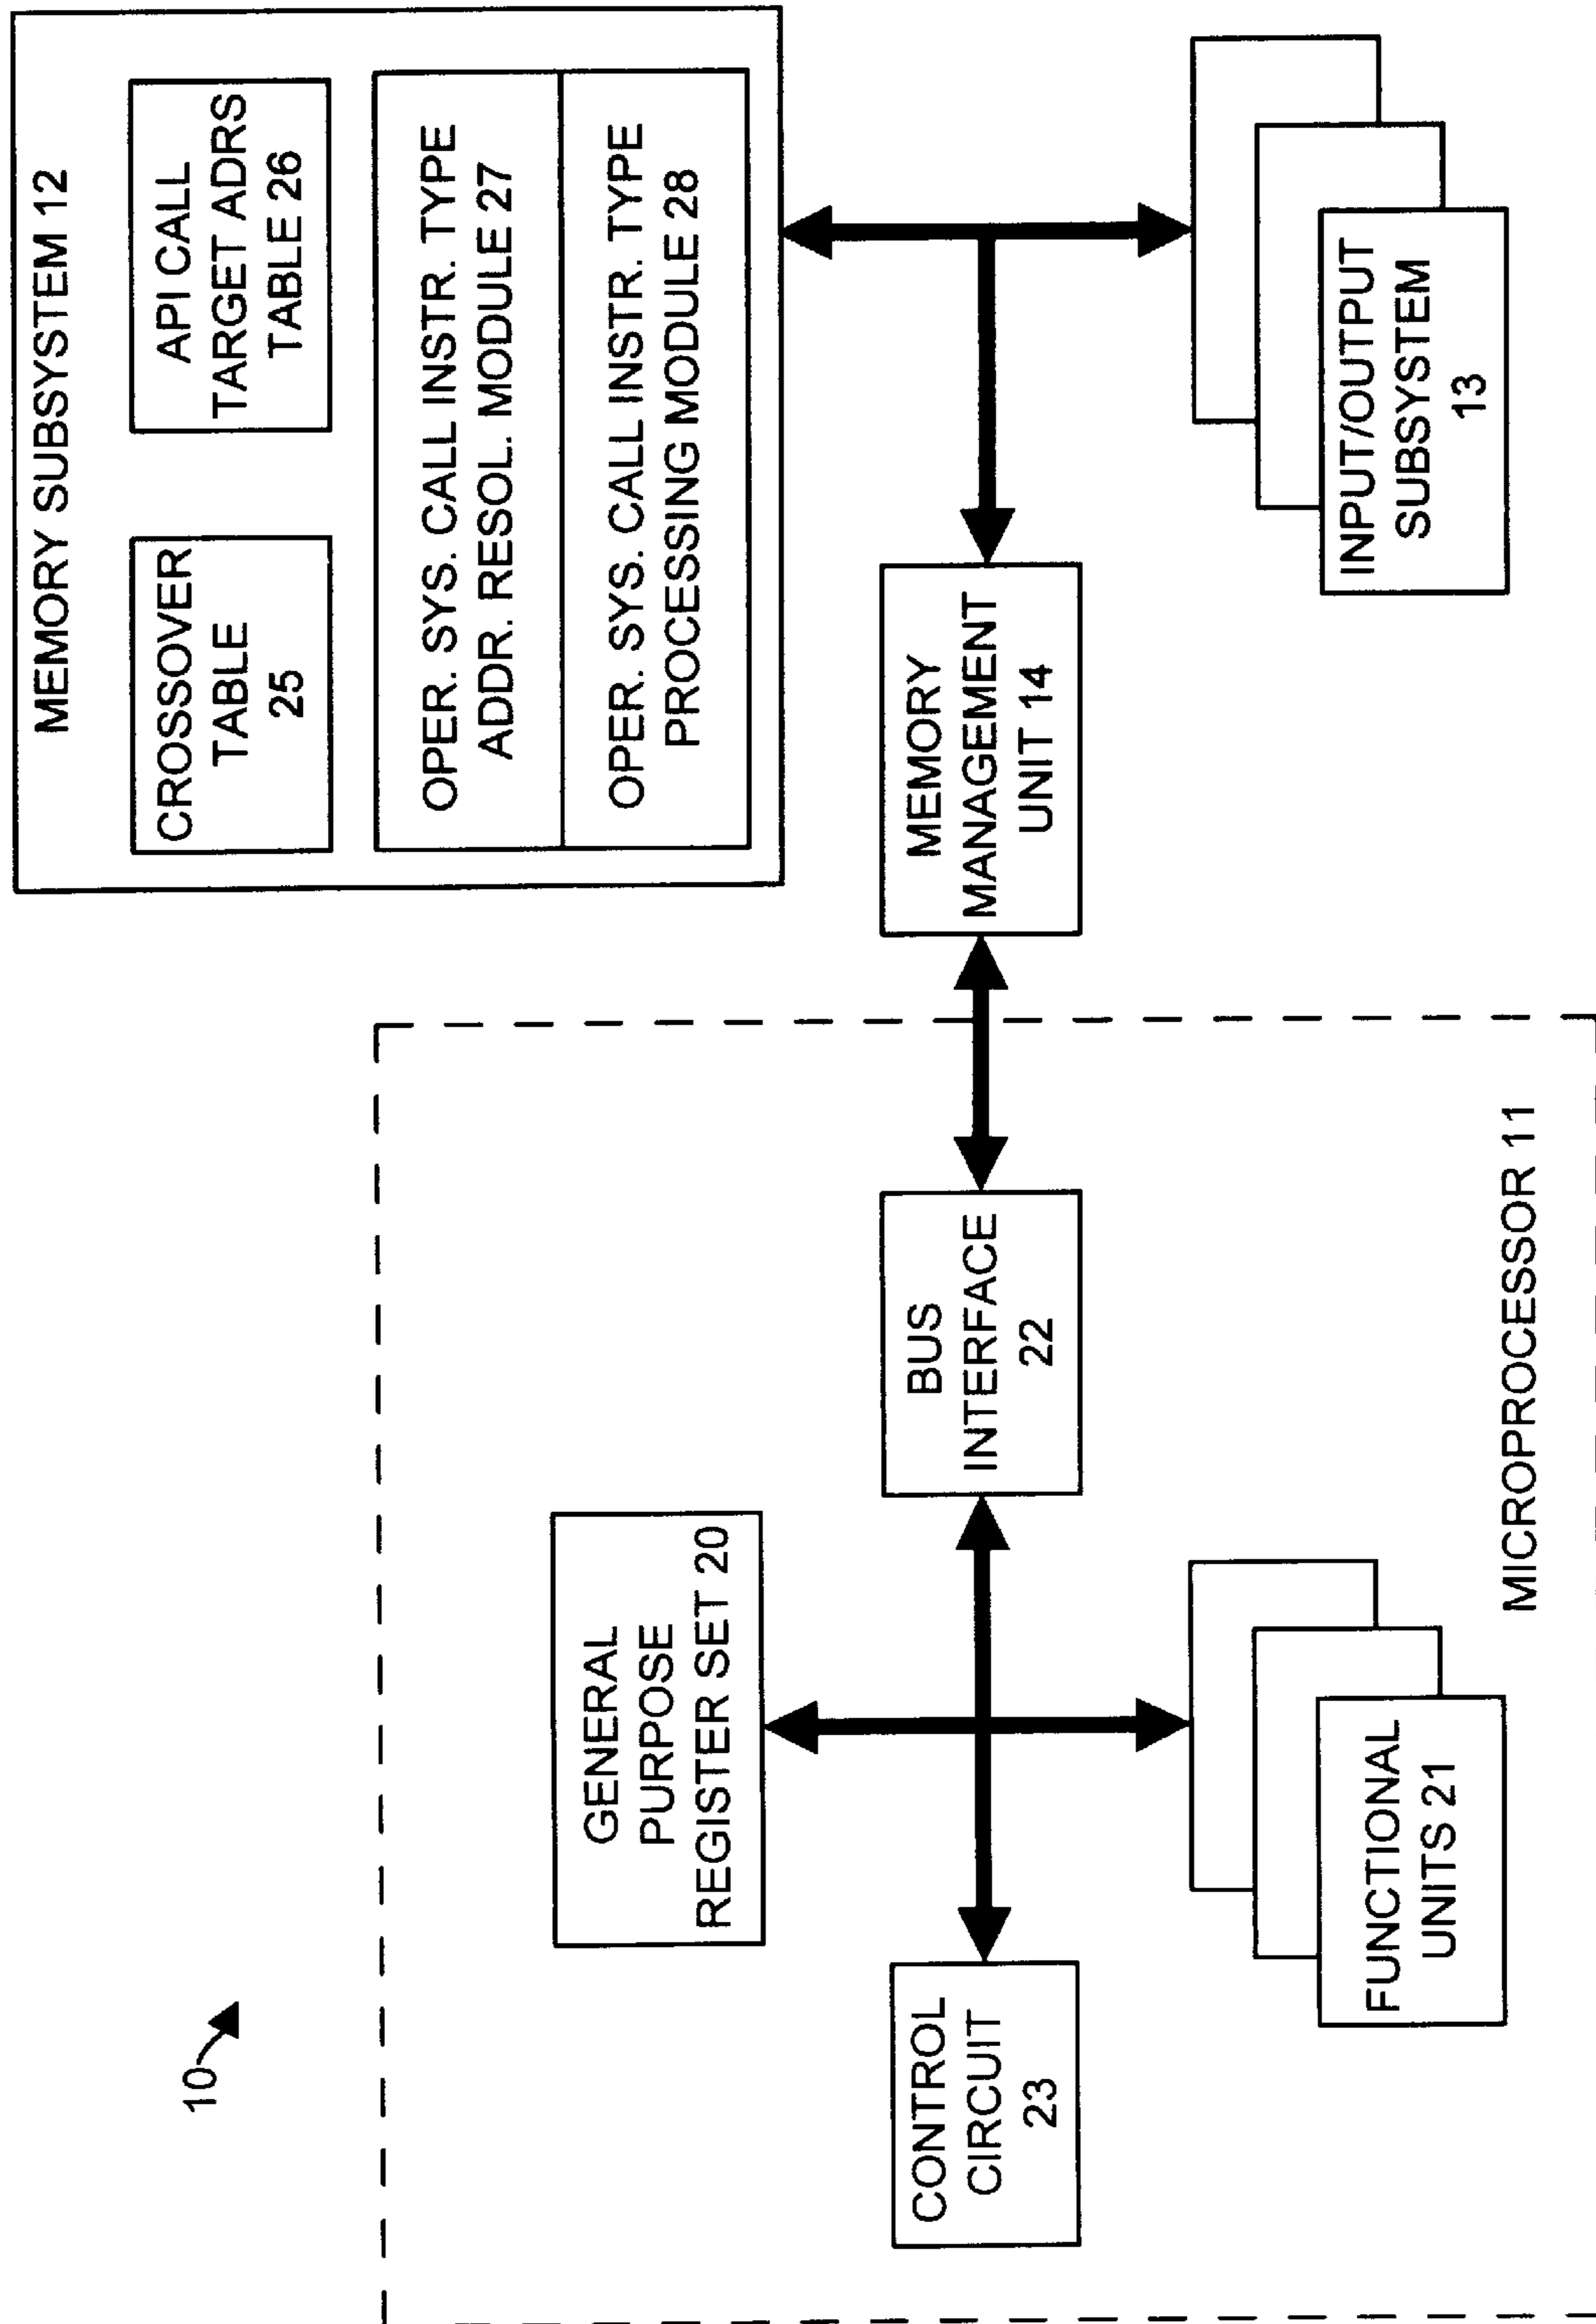 10
MEMORY SUBSYSTEM 12
CROSSOVER
TABLE
25
API CALL
TARGET ADRS
TABLE 26
OPER. SYS. CALL INSTR. TYPE
ADDR. RESOL. MODULE 27
OPER. SYS. CALL INSTR. TYPE
PROCESSING MODULE 28
GENERAL
PURPOSE
REGISTER SET 20
CONTROL
CIRCUIT
23
BUS
INTERFACE
22
MEMORY
MANAGEMENT
UNIT 14
FUNCTIONAL
UNITS 21
INPUT/OUTPUT
SUBSYSTEM
13
MICROPROCESSOR 11